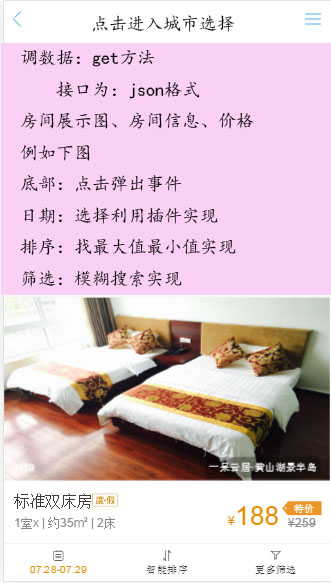 点击进入城市选择
调数据：get方法
接口为：json格式
房间展示图、房间信息、价格
例如下图
底部：点击弹出事件
日期：选择利用插件实现
排序：找最大值最小值实现
筛选：模糊搜索实现
一呆云居-黄山湖景半岛
标准双床房 度·假
1室x | 约35m² | 2床
¥188 特价
¥259
07.28-07.29
智能排序
更多筛选